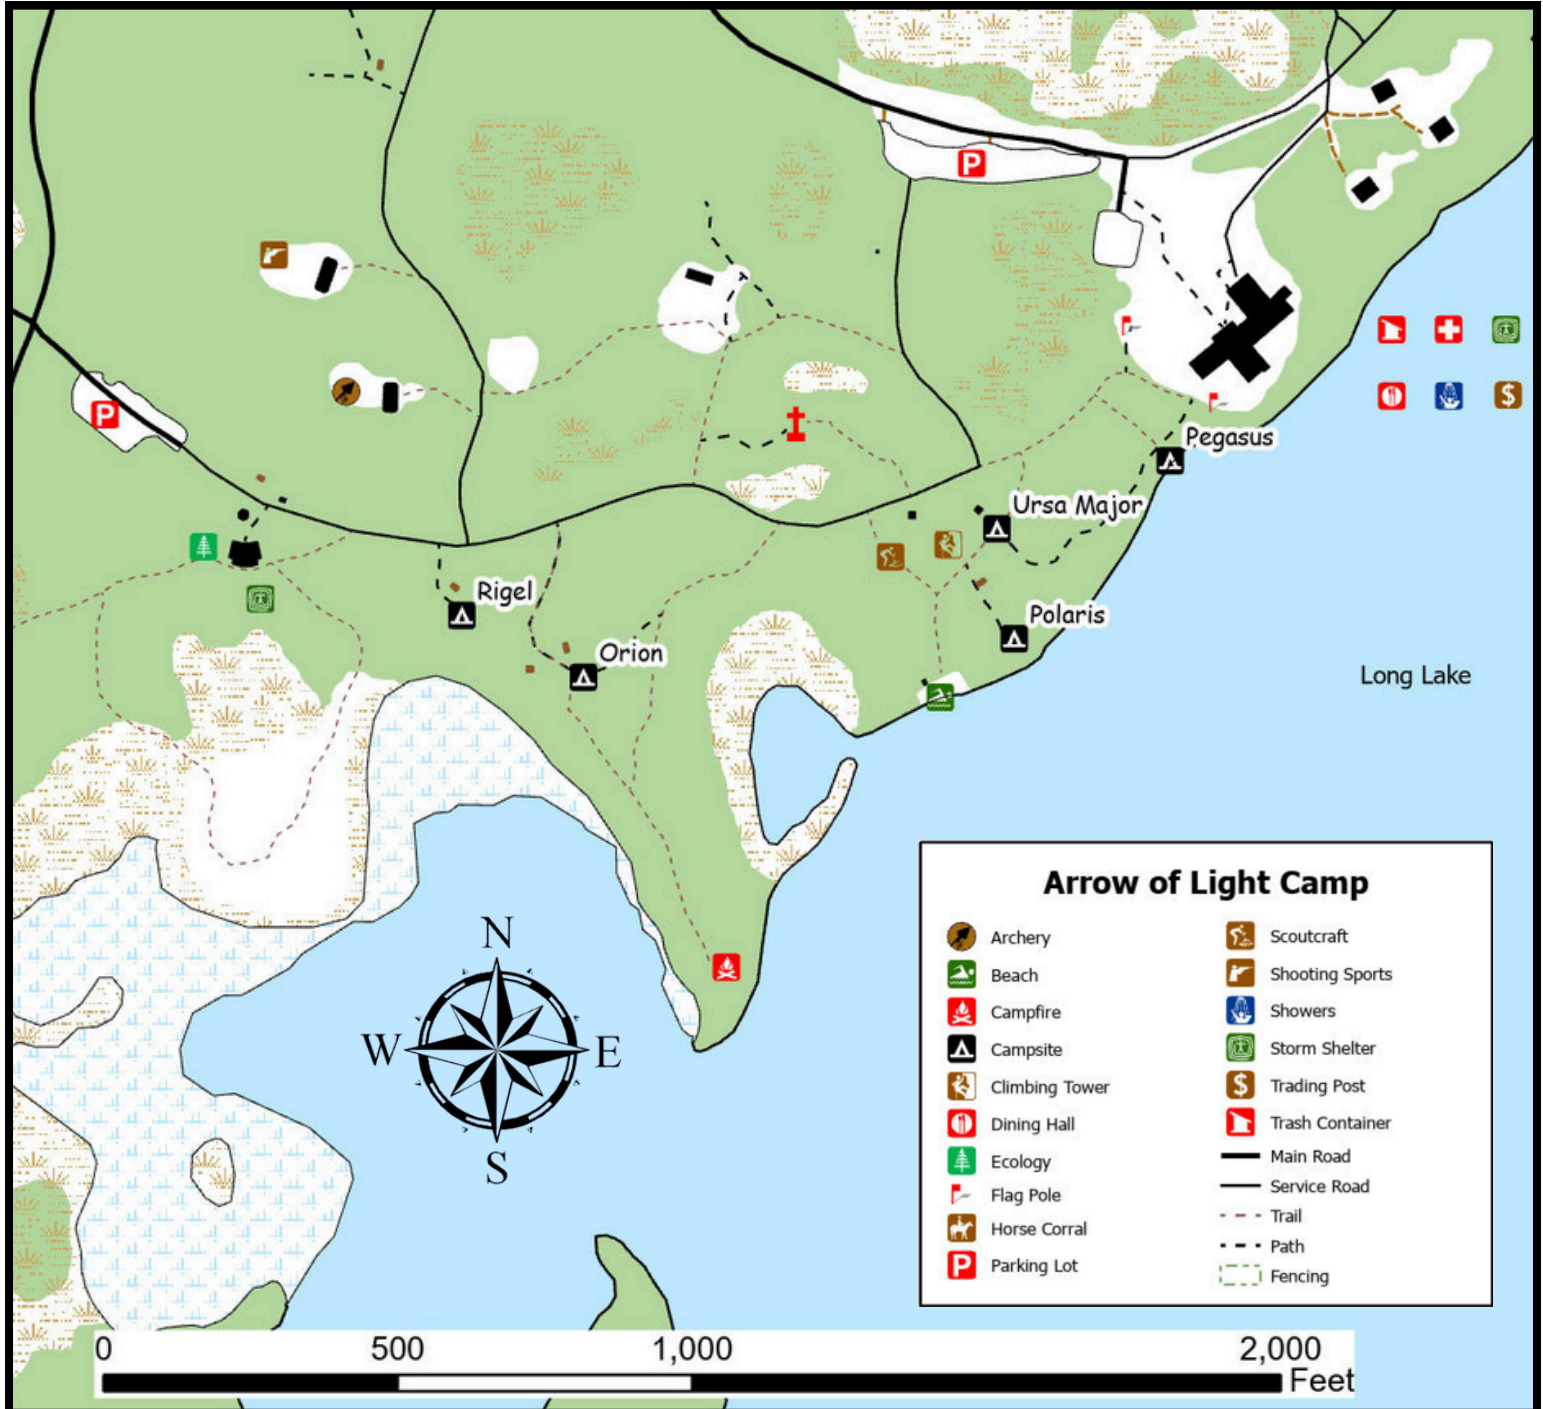 P
P
$
Pegasus
Ursa Major
Rigel
Polaris
Orion
Long Lake
Arrow of Light Camp
Archery
Beach
Campfire
Campsite
Climbing Tower
Dining Hall
Ecology
Flag Pole
Horse Corral
P Parking Lot
Scoutcraft
Shooting Sports
Showers
Storm Shelter
$ Trading Post
Trash Container
Main Road
Service Road
Trail
Path
Fencing
N
W E
S
0 500 1,000 2,000
Feet